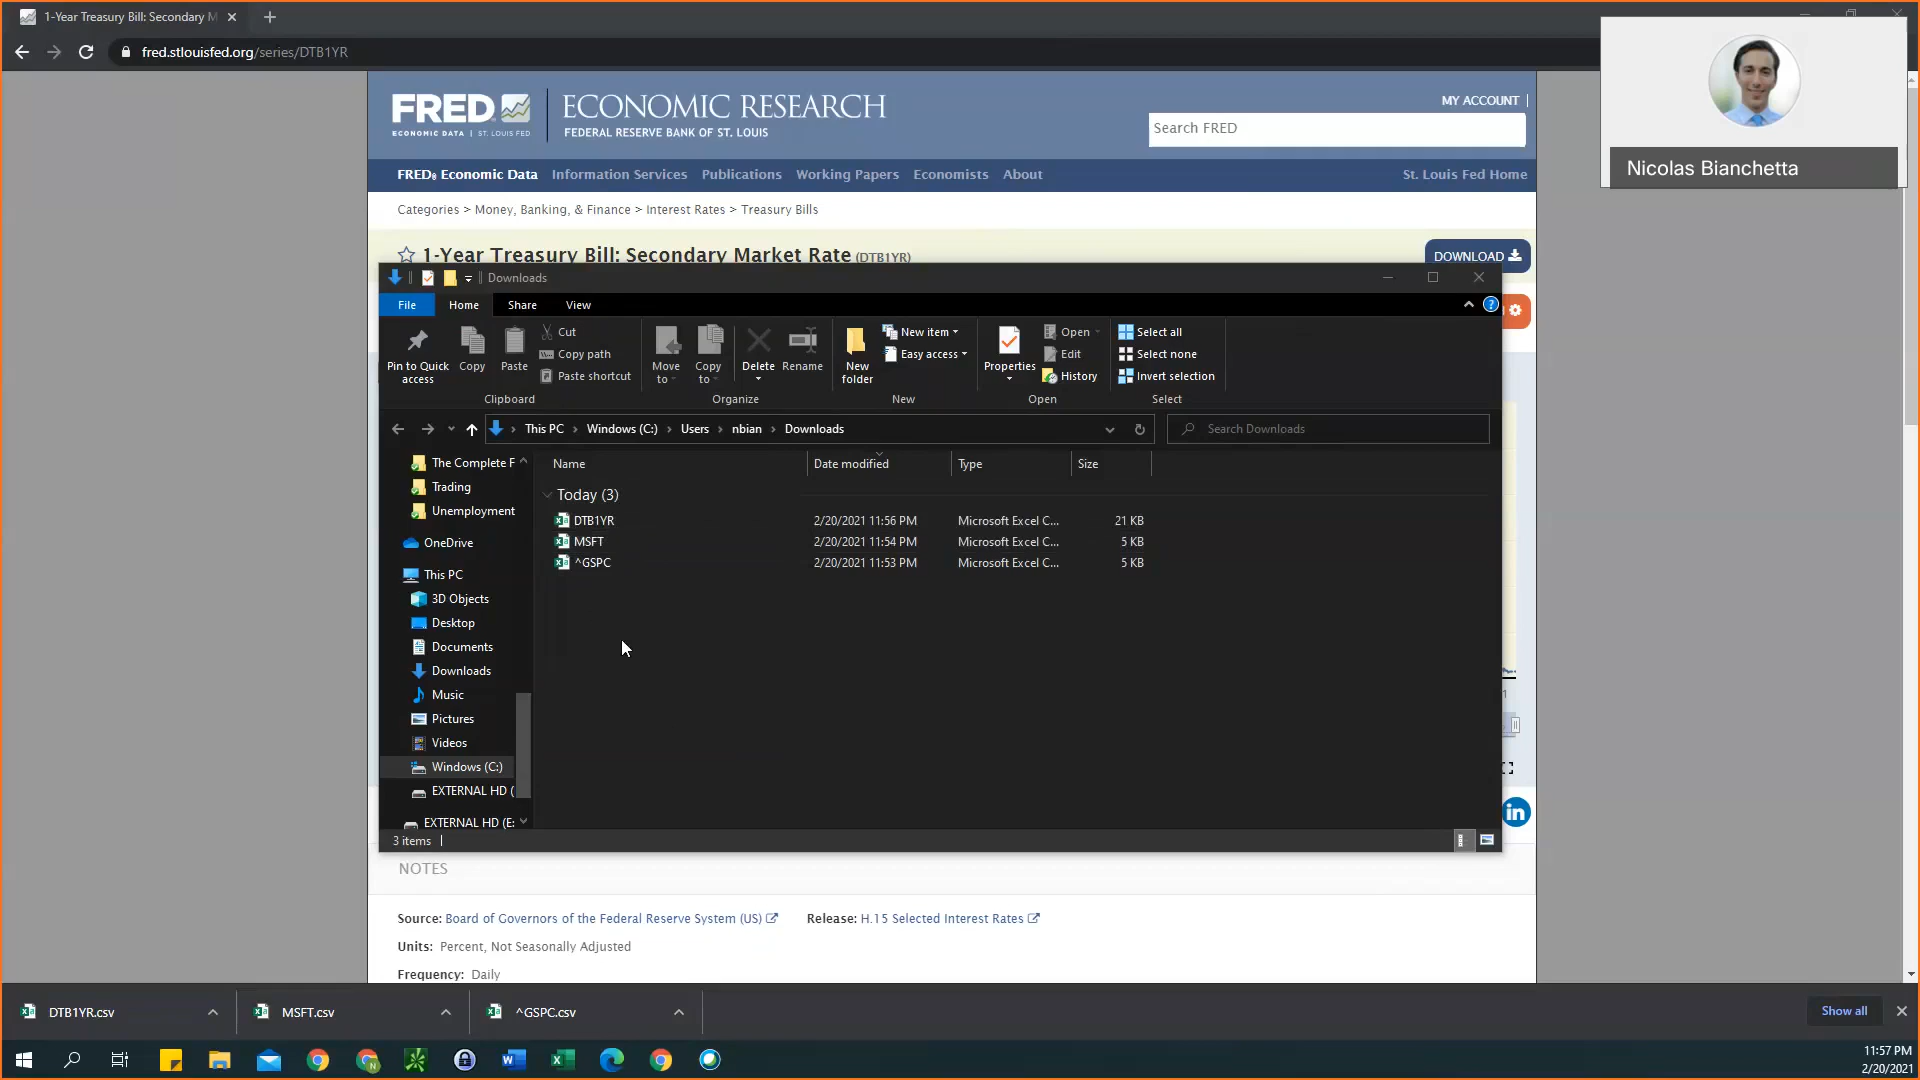 1-Year Treasury Bill: Secondary M
fred.stlouisfed.org/series/DTB1YR
FRED
ECONOMIC DATA | ST. LOUIS FED
ECONOMIC RESEARCH
FEDERAL RESERVE BANK OF ST. LOUIS
MY ACCOUNT
Search FRED
Nicolas Bianchetta
FRED® Economic Data Information Services Publications Working Papers Economists About St. Louis Fed Home
Categories > Money, Banking, & Finance > Interest Rates > Treasury Bills
1-Year Treasury Bill: Secondary Market Rate (DTB1YR)
DOWNLOAD
Downloads
File Home Share View
Pin to Quick access
Copy
Paste
Cut
Copy path
Paste shortcut
Clipboard
Move to
Copy to
Delete
Rename
Organize
New folder
New item
Easy access
New
Properties
Open
Edit
History
Open
Select all
Select none
Invert selection
Select
This PC > Windows (C:) > Users > nbian > Downloads
Search Downloads
The Complete F
Trading
Unemployment
OneDrive
This PC
3D Objects
Desktop
Documents
Downloads
Music
Pictures
Videos
Windows (C:)
EXTERNAL HD (
EXTERNAL HD (E:
Name Date modified Type Size
Today (3)
DTB1YR 2/20/2021 11:56 PM Microsoft Excel C... 21 KB
MSFT 2/20/2021 11:54 PM Microsoft Excel C... 5 KB
^GSPC 2/20/2021 11:53 PM Microsoft Excel C... 5 KB
3 items
1
in
NOTES
Source: Board of Governors of the Federal Reserve System (US) Release: H.15 Selected Interest Rates
Units: Percent, Not Seasonally Adjusted
Frequency: Daily
DTB1YR.csv
MSFT.csv
^GSPC.csv
Show all
11:57 PM
2/20/2021